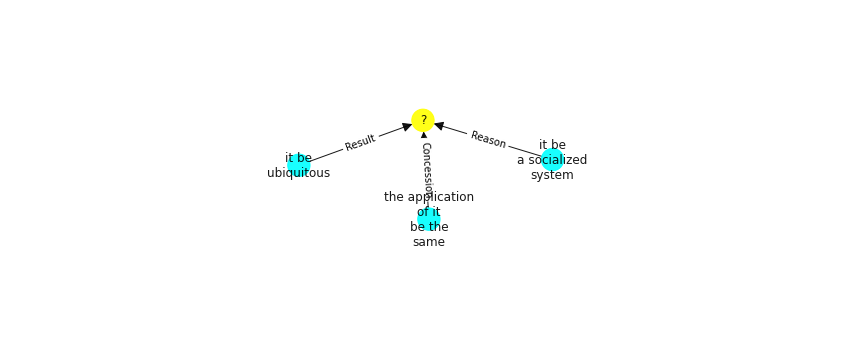 ?
Result
Reason
Concession
it be
ubiquitous
it be
a socialized
system
the application
of it
be the
same